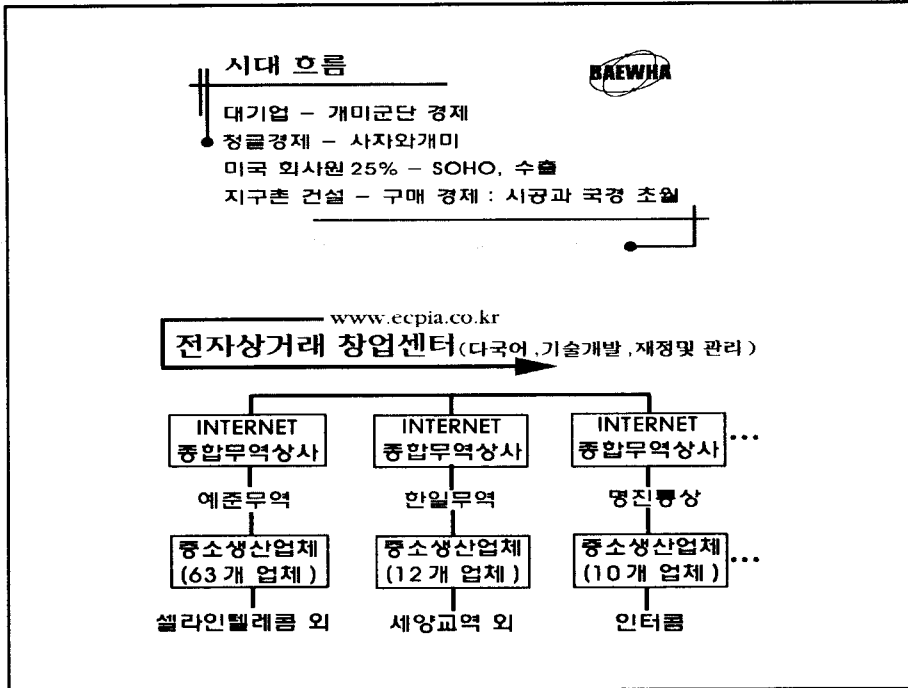 시대 흐름
BAEWHA
대기업 – 개미군단 경제
정글경제 – 사자와개미
미국 회사원 25% – SOHO, 수출
지구촌 건설 – 구매 경제 : 시공과 국경 초월
www.ecpia.co.kr
전자상거래 창업센터(다국어 ,기술개발 ,재정및 관리 )
INTERNET 종합무역상사
INTERNET 종합무역상사
INTERNET 종합무역상사
...
예준무역
한일무역
명진통상
중소생산업체
(63개 업체 )
중소생산업체
(12개 업체 )
중소생산업체
(10개 업체 )
...
셀라인텔레콤 외
세양교역 외
인터콤